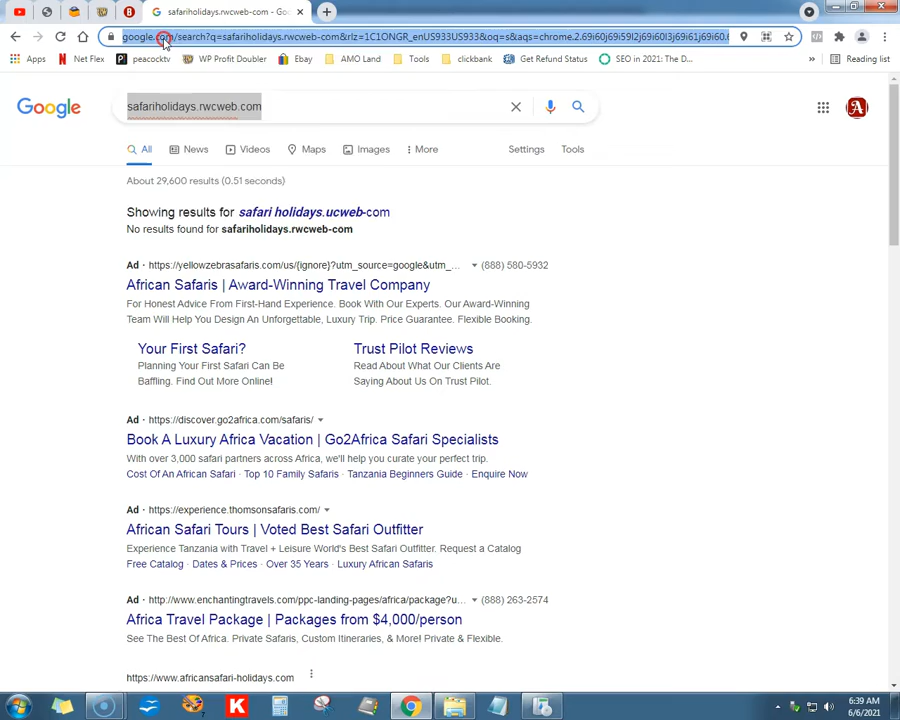 safariholidays.rwcweb-com - Goo
google.com/search?q=safariholidays.rwcweb-com&rlz=1C1ONGR_enUS933US933&oq=s&aqs=chrome.2.69i60j69i59l2j69i60l3j69i61j69i60.
Apps
Net Flex
peacocktv
WP Profit Doubler
Ebay
AMO Land
Tools
clickbank
Get Refund Status
SEO in 2021: The D...
»
Reading list
Google
safariholidays.rwcweb.com
All
News
Videos
Maps
Images
More
Settings
Tools
A
About 29,600 results (0.51 seconds)
Showing results for safari holidays.ucweb-com
No results found for safariholidays.rwcweb-com
Ad · https://yellowzebrasafaris.com/us/{ignore}?utm_source=google&utm_... (888) 580-5932
African Safaris | Award-Winning Travel Company
For Honest Advice From First-Hand Experience. Book With Our Experts. Our Award-Winning
Team Will Help You Design An Unforgettable, Luxury Trip. Price Guarantee. Flexible Booking.
Your First Safari?
Planning Your First Safari Can Be
Baffling. Find Out More Online!
Trust Pilot Reviews
Read About What Our Clients Are
Saying About Us On Trust Pilot.
Ad · https://discover.go2africa.com/safaris/
Book A Luxury Africa Vacation | Go2Africa Safari Specialists
With over 3,000 safari partners across Africa, we'll help you curate your perfect trip.
Cost Of An African Safari · Top 10 Family Safaris · Tanzania Beginners Guide · Enquire Now
Ad · https://experience.thomsonsafaris.com/
African Safari Tours | Voted Best Safari Outfitter
Experience Tanzania with Travel + Leisure World's Best Safari Outfitter. Request a Catalog
Free Catalog · Dates & Prices · Over 35 Years · Luxury African Safaris
Ad · http://www.enchantingtravels.com/ppc-landing-pages/africa/package?u... (888) 263-2574
Africa Travel Package | Packages from $4,000/person
See The Best Of Africa. Private Safaris, Custom Itineraries, & More! Private & Flexible.
https://www.africansafari-holidays.com
K
6:39 AM
6/6/2021